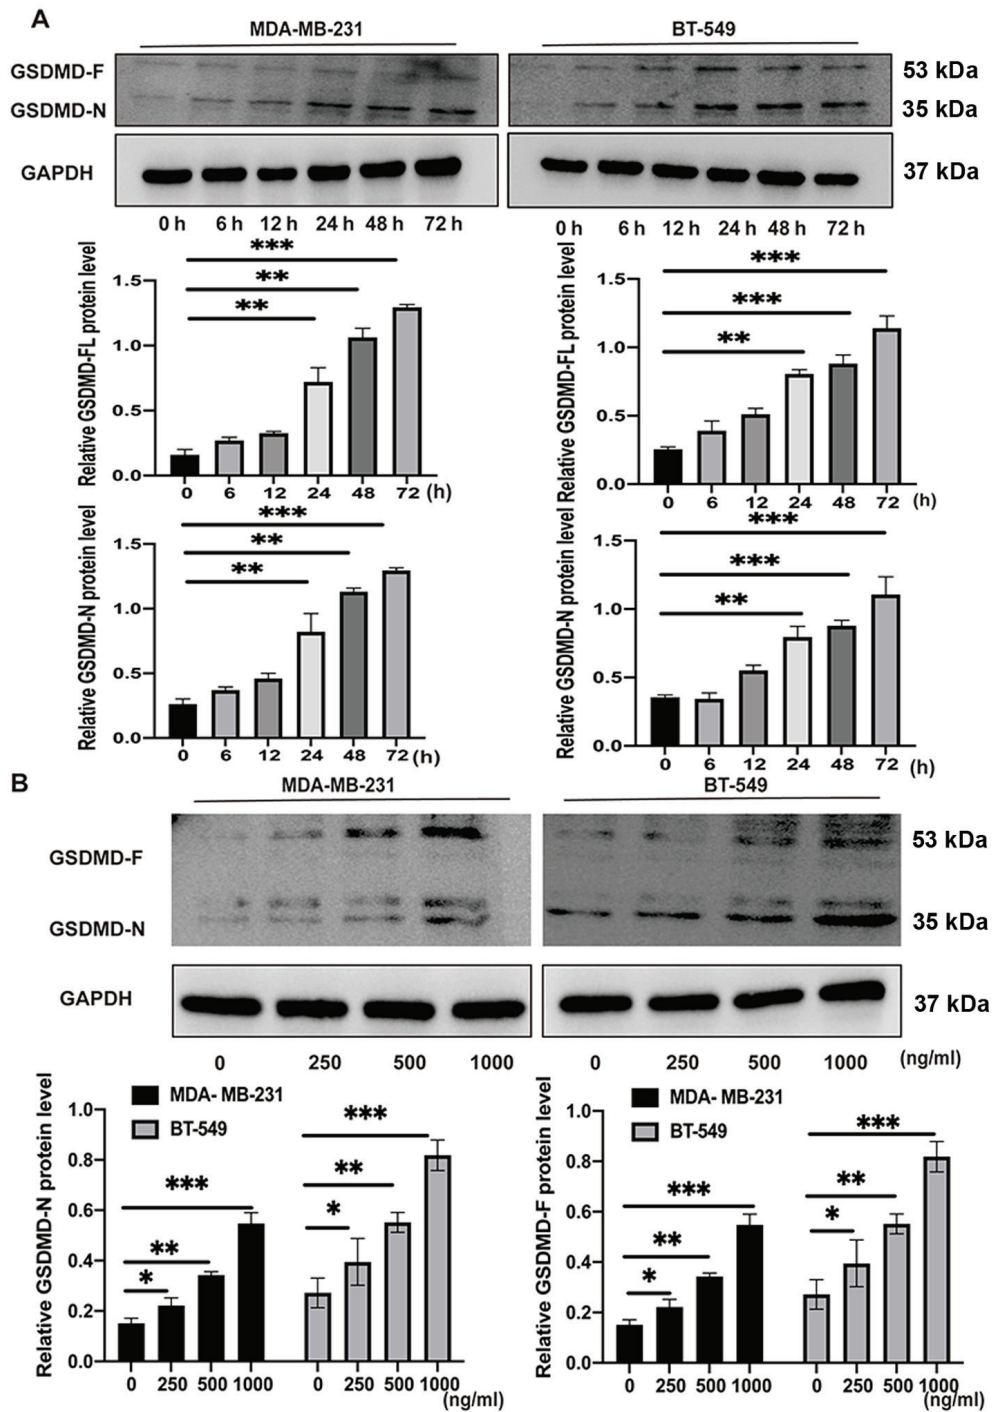 A
MDA-MB-231 BT-549
GSDMD-F 53 kDa
GSDMD-N 35 kDa
GAPDH 37 kDa
0 h 6 h 12 h 24 h 48 h 72 h 0 h 6 h 12 h 24 h 48 h 72 h
Relative GSDMD-FL protein level
1.5
1.0
0.5
0.0
***
**
**
0 6 12 24 48 72 (h)
Relative GSDMD-FL protein level
1.5
1.0
0.5
0.0
***
***
**
0 6 12 24 48 72 (h)
Relative GSDMD-N protein level
1.5
1.0
0.5
0.0
***
**
**
0 6 12 24 48 72 (h)
Relative GSDMD-N protein level
1.5
1.0
0.5
0.0
***
***
**
0 6 12 24 48 72 (h)
B
MDA-MB-231 BT-549
GSDMD-F 53 kDa
GSDMD-N 35 kDa
GAPDH 37 kDa
0 250 500 1000 0 250 500 1000 (ng/ml)
Relative GSDMD-N protein level
1.0
0.8
0.6
0.4
0.2
0.0
MDA- MB-231
BT-549
***
**
*
***
**
*
0 250 500 1000 0 250 500 1000
(ng/ml)
Relative GSDMD-F protein level
1.0
0.8
0.6
0.4
0.2
0.0
MDA- MB-231
BT-549
***
**
*
***
**
*
0 250 500 1000 0 250 500 1000
(ng/ml)